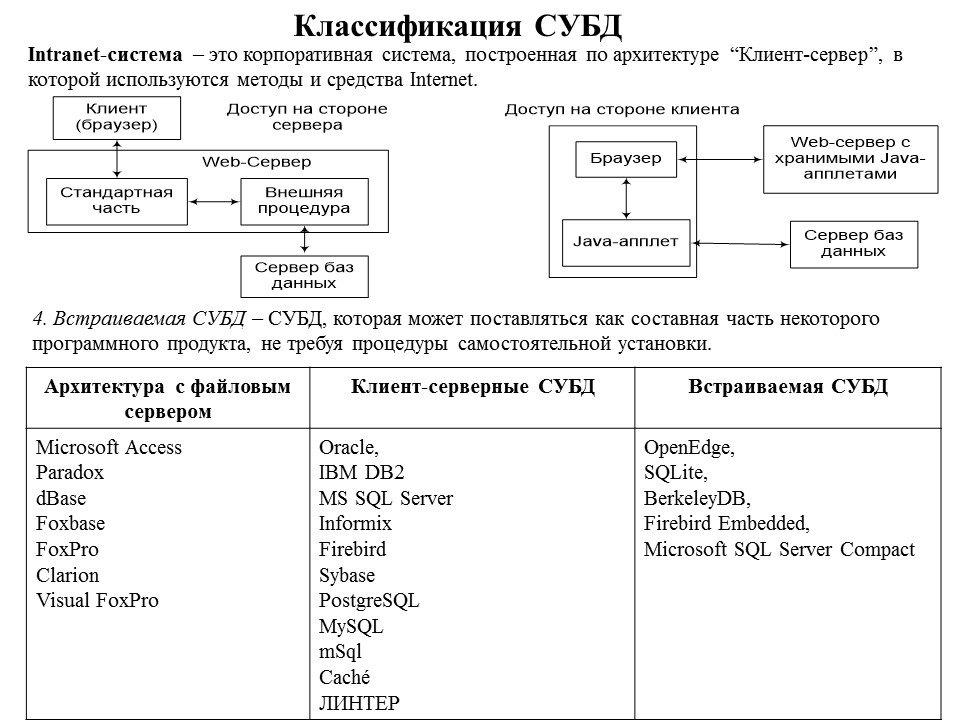 Классификация СУБД
Intranet-система – это корпоративная система, построенная по архитектуре “Клиент-сервер”, в
которой используются методы и средства Internet.
Клиент
(браузер)
Доступ на стороне
сервера
Web-Сервер
Стандартная
часть
Внешняя
процедура
Сервер баз
данных
Доступ на стороне клиента
Браузер
Web-сервер с
хранимыми Java-
апплетами
Java-апплет
Сервер баз
данных
4. Встраиваемая СУБД – СУБД, которая может поставляться как составная часть некоторого
программного продукта, не требуя процедуры самостоятельной установки.
Архитектура с файловым
сервером
Microsoft Access
Paradox
dBase
Foxbase
FoxPro
Clarion
Visual FoxPro
Клиент-серверные СУБД
Oracle,
IBM DB2
MS SQL Server
Informix
Firebird
Sybase
PostgreSQL
MySQL
mSql
Caché
ЛИНТЕР
Встраиваемая СУБД
OpenEdge,
SQLite,
BerkeleyDB,
Firebird Embedded,
Microsoft SQL Server Compact